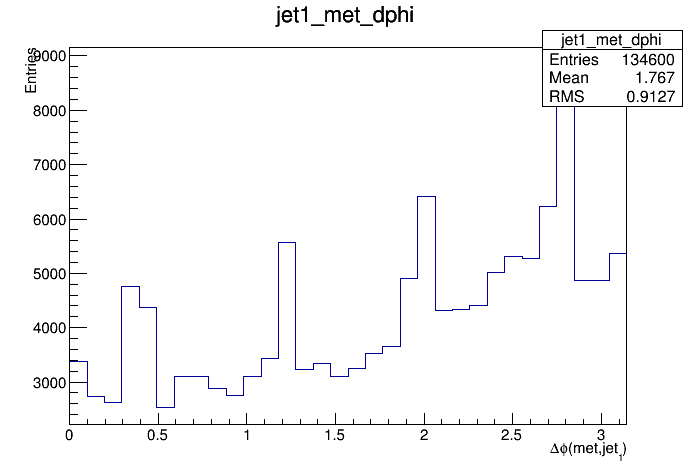 jet1_met_dphi
jet1_met_dphi
Entries 134600
Mean 1.767
RMS 0.9127
Entries
9000
8000
7000
6000
5000
4000
3000
0 0.5 1 1.5 2 2.5 3
Δϕ(met,jet₁)